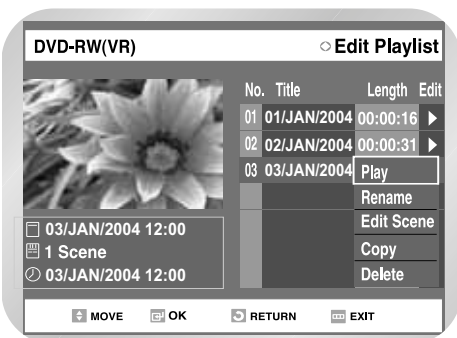 DVD-RW(VR) Edit Playlist
No. Title Length Edit
01 01/JAN/2004 00:00:16
02 02/JAN/2004 00:00:31
03 03/JAN/2004 Play
Rename
Edit Scene
Copy
Delete
03/JAN/2004 12:00
1 Scene
03/JAN/2004 12:00
MOVE OK RETURN EXIT